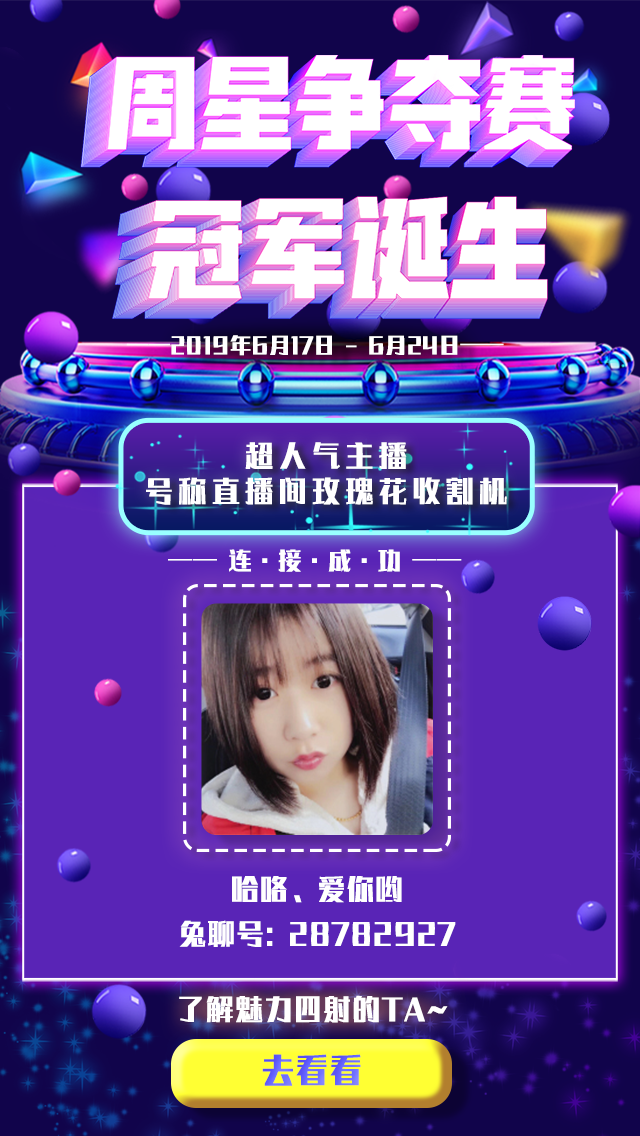 周星争夺赛
冠军诞生
2019年6月17日 - 6月24日
超人气主播
号称直播间玫瑰花收割机
连·接·成·功
哈咯、爱你哟
兔聊号: 28782927
了解魅力四射的TA~
去看看